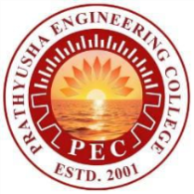 PRATHYUSHA ENGINEERING COLLEGE
PEC
ESTD. 2001